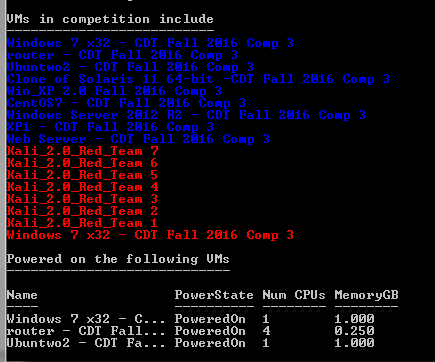 VMs in competition include
--------------------------
Windows 7 x32 - CDT Fall 2016 Comp 3
router - CDT Fall 2016 Comp 3
Ubuntwo2 - CDT Fall 2016 Comp 3
Clone of Solaris 11 64-bit -CDT Fall 2016 Comp 3
Win_XP 2.0 Fall 2016 Comp 3
CentOS7 - CDT Fall 2016 Comp 3
Windows Server 2012 R2 - CDT Fall 2016 Comp 3
XP1 - CDT Fall 2016 Comp 3
Web Server - CDT Fall 2016 Comp 3
Kali_2.0_Red_Team 7
Kali_2.0_Red_Team 6
Kali_2.0_Red_Team 5
Kali_2.0_Red_Team 4
Kali_2.0_Red_Team 3
Kali_2.0_Red_Team 2
Kali_2.0_Red_Team 1
Windows 7 x32 - CDT Fall 2016 Comp 3
Powered on the following VMs
----------------------------
Name PowerState Num CPUs MemoryGB
---- ---------- -------- --------
Windows 7 x32 - C... PoweredOn 1 1.000
router - CDT Fall... PoweredOn 4 0.250
Ubuntwo2 - CDT Fa... PoweredOn 1 1.000